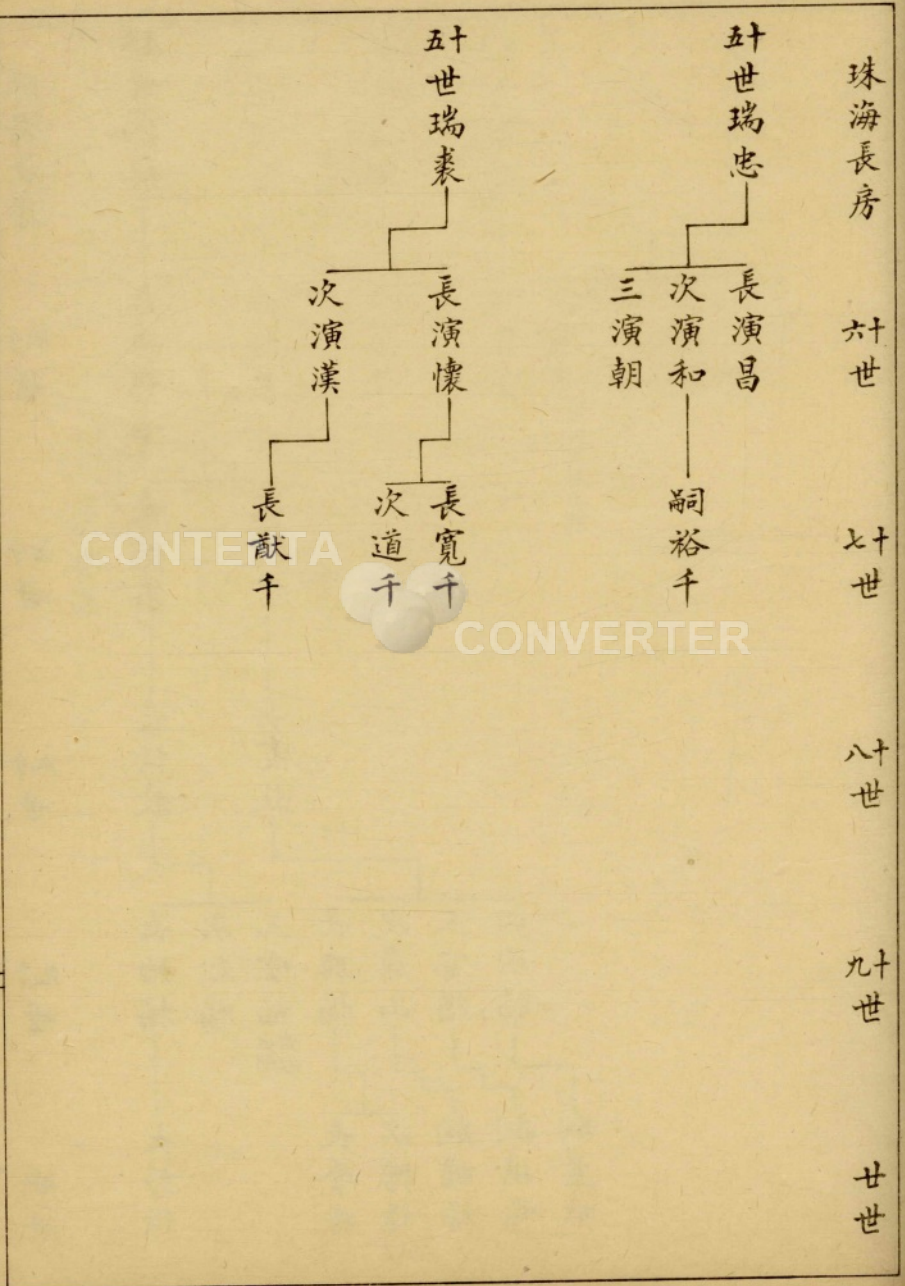 珠海長房
十六世
十七世
十八世
十九世
廿世
十五世瑞忠
長演昌
次演和
三演朝
嗣裕千
十五世瑞裘
長演懷
次演漢
長寬千
次道千
長猷千
CONTENTA
CONVERTER